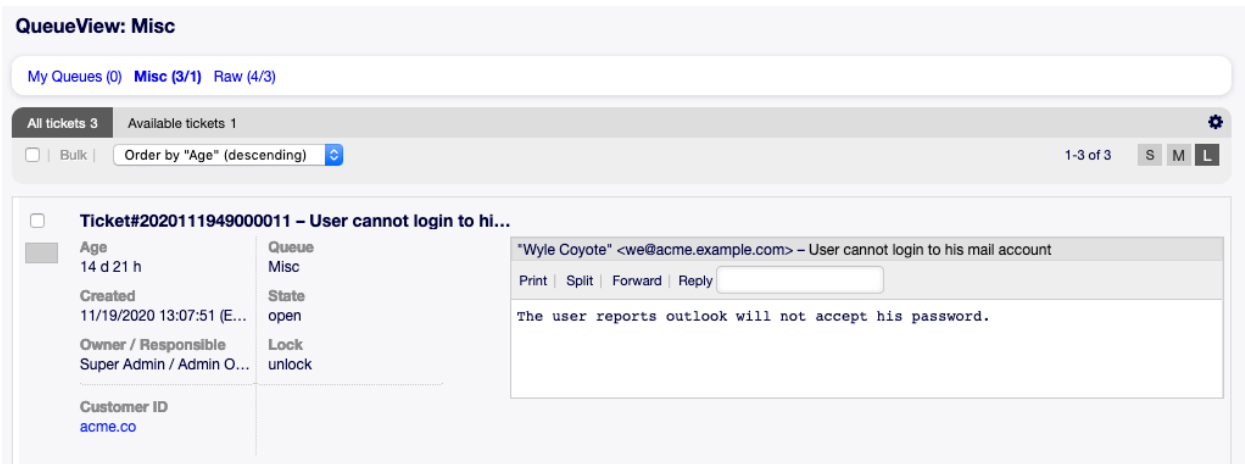 QueueView: Misc
My Queues (0) Misc (3/1) Raw (4/3)
All tickets 3 Available tickets 1
| Bulk | Order by "Age" (descending) 1-3 of 3 S M L
Ticket#2020111949000011 – User cannot login to hi...
Age Queue
14 d 21 h Misc
Created State
11/19/2020 13:07:51 (E... open
Owner / Responsible Lock
Super Admin / Admin O... unlock
Customer ID
acme.co
"Wyle Coyote" <we@acme.example.com> – User cannot login to his mail account
Print | Split | Forward | Reply
The user reports outlook will not accept his password.